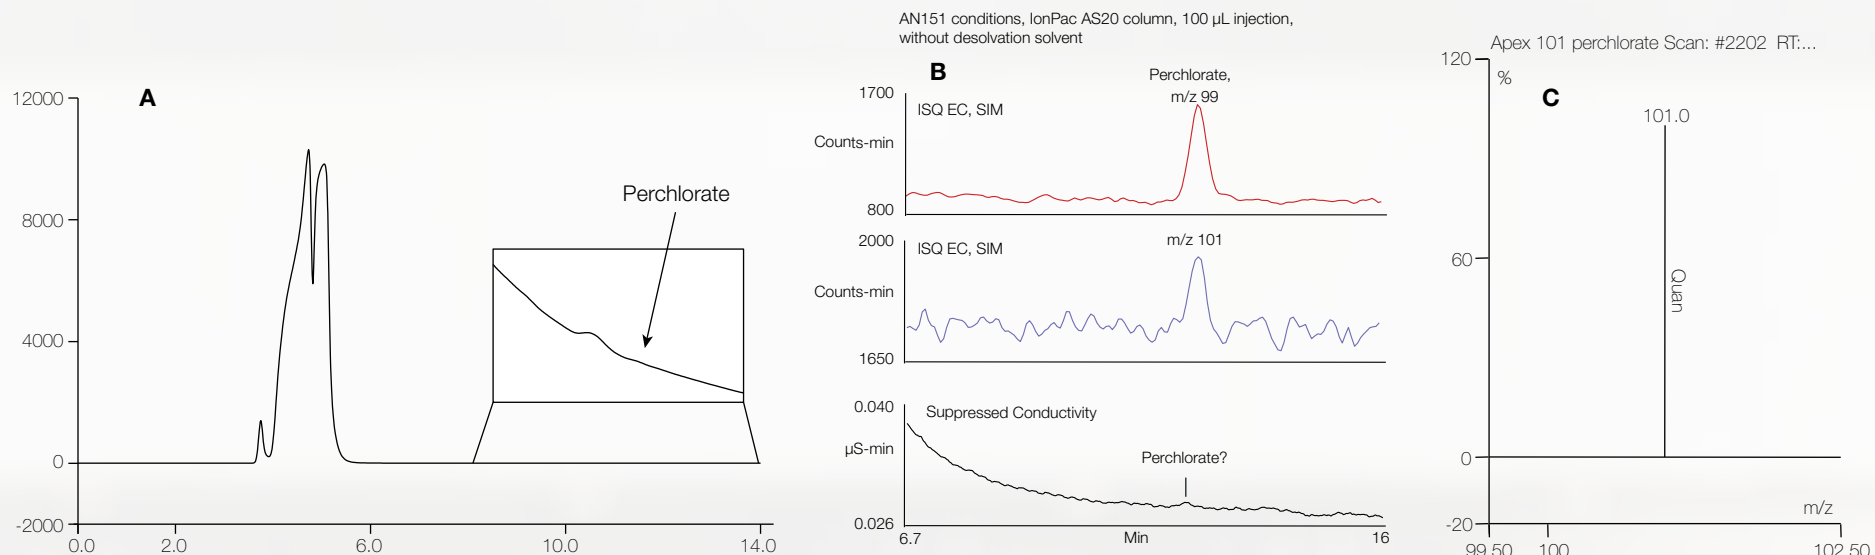 AN151 conditions, IonPac AS20 column, 100 µL injection,
without desolvation solvent
A
12000
8000
4000
0
-2000
0.0 2.0 6.0 10.0 14.0
Perchlorate
B
Perchlorate,
m/z 99
1700
ISQ EC, SIM
Counts-min
800
2000
ISQ EC, SIM
m/z 101
Counts-min
1650
0.040
Suppressed Conductivity
µS-min
Perchlorate?
0.026
6.7 Min 16
Apex 101 perchlorate Scan: #2202 RT:...
120
%
C
101.0
60
Quan
0
m/z
-20
99.50 100 102.50